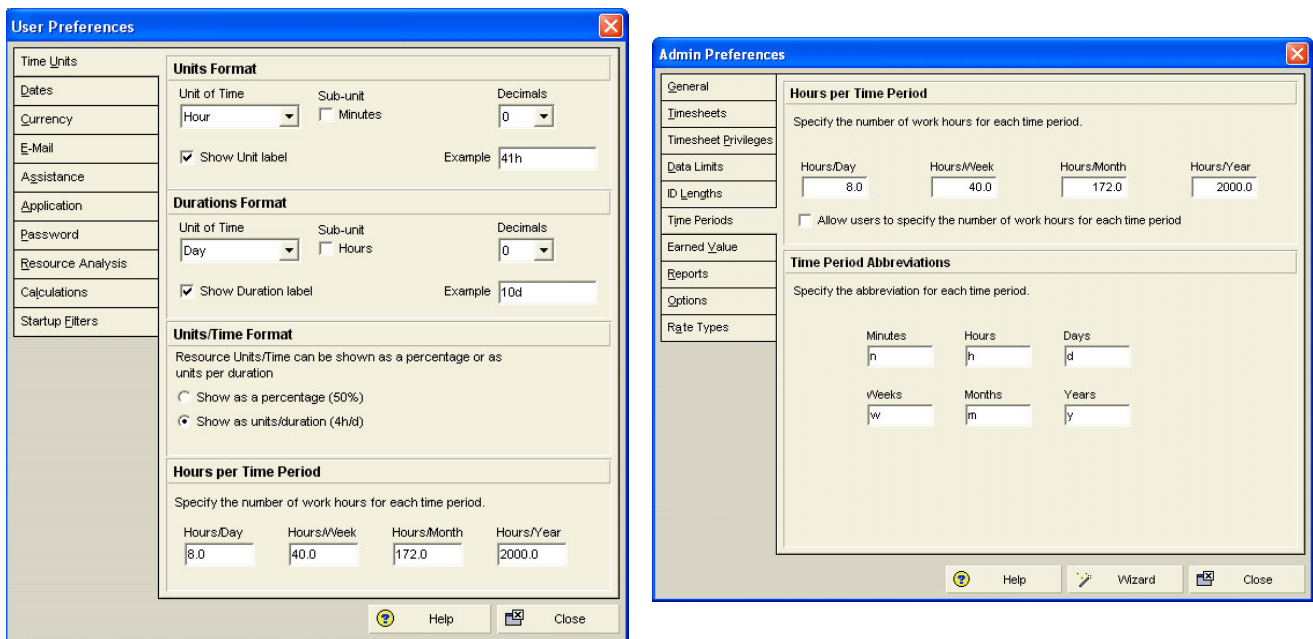 User Preferences
Time Units
Dates
Currency
E-Mail
Assistance
Application
Password
Resource Analysis
Calculations
Startup Filters
Units Format
Unit of Time Sub-unit Decimals
Hour Minutes 0
Show Unit label Example 41h
Durations Format
Unit of Time Sub-unit Decimals
Day Hours 0
Show Duration label Example 10d
Units/Time Format
Resource Units/Time can be shown as a percentage or as
units per duration
Show as a percentage (50%)
Show as units/duration (4h/d)
Hours per Time Period
Specify the number of work hours for each time period.
Hours/Day Hours/Week Hours/Month Hours/Year
8.0 40.0 172.0 2000.0
Help Close
Admin Preferences
General
Timesheets
Timesheet Privileges
Data Limits
ID Lengths
Time Periods
Earned Value
Reports
Options
Rate Types
Hours per Time Period
Specify the number of work hours for each time period.
Hours/Day Hours/Week Hours/Month Hours/Year
8.0 40.0 172.0 2000.0
Allow users to specify the number of work hours for each time period
Time Period Abbreviations
Specify the abbreviation for each time period.
Minutes Hours Days
n h d
Weeks Months Years
w m y
Help Wizard Close